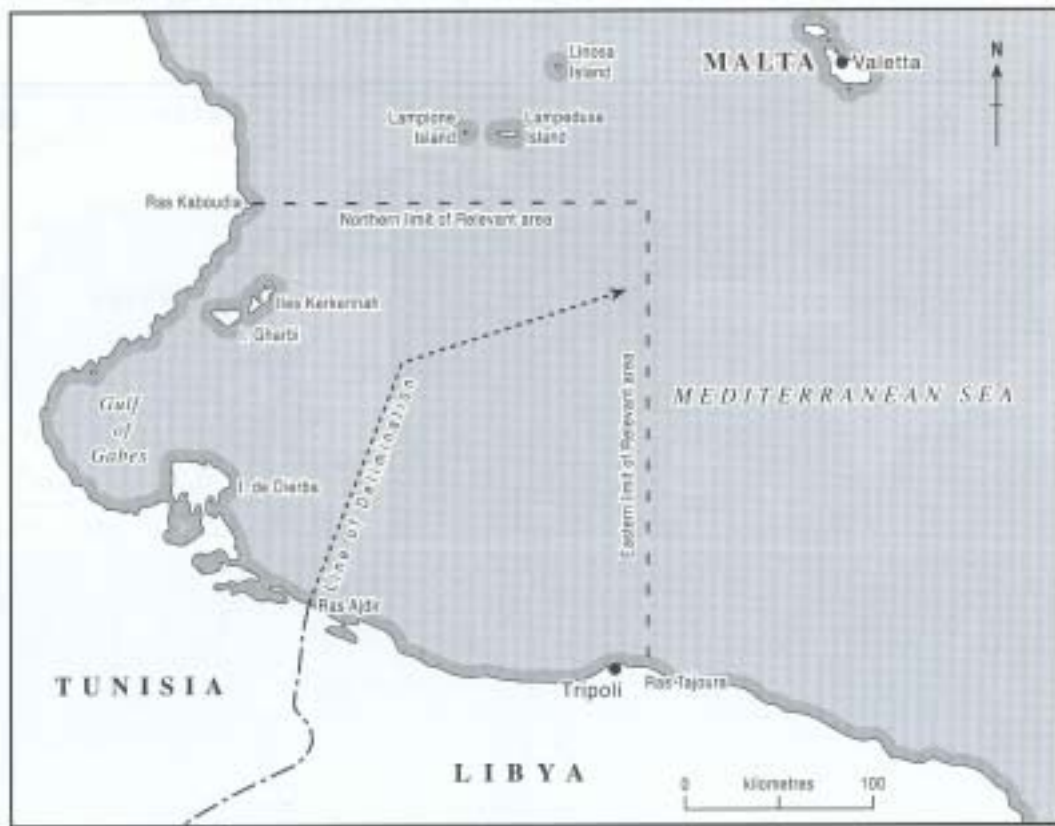 Linosa
Island
MALTA
Valetta
N
Lampione
Island
Lampeduse
Island
Ras Kaboudia
Northern limit of Relevant area
Iles Kerkennah
Gharbi
MEDITERRANEAN SEA
Gulf
of
Gabes
Line of Delimination
Eastern limit of Relevant area
I. de Djerba
Ras Ajdir
TUNISIA
Tripoli
Ras-Tajoura
LIBYA
0 kilometres 100